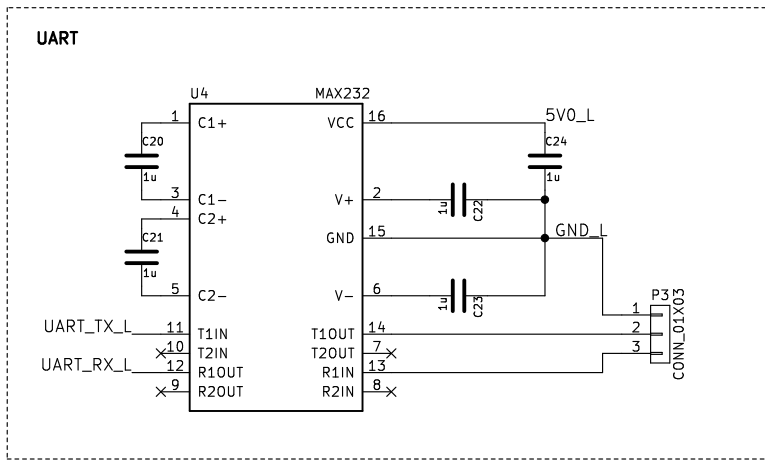 UART
U4 MAX232
1 C1+ VCC 16 5V0_L
C20 C24
1u 1u
3 C1- V+ 2 1u C22
4 C2+
C21 GND 15 GND_L
1u
5 C2- V- 6 1u C23
P3
1
UART_TX_L 11 T1IN T1OUT 14 2
10 T2IN T2OUT 7 3
UART_RX_L 12 R1OUT R1IN 13
9 R2OUT R2IN 8
CONN_01X03